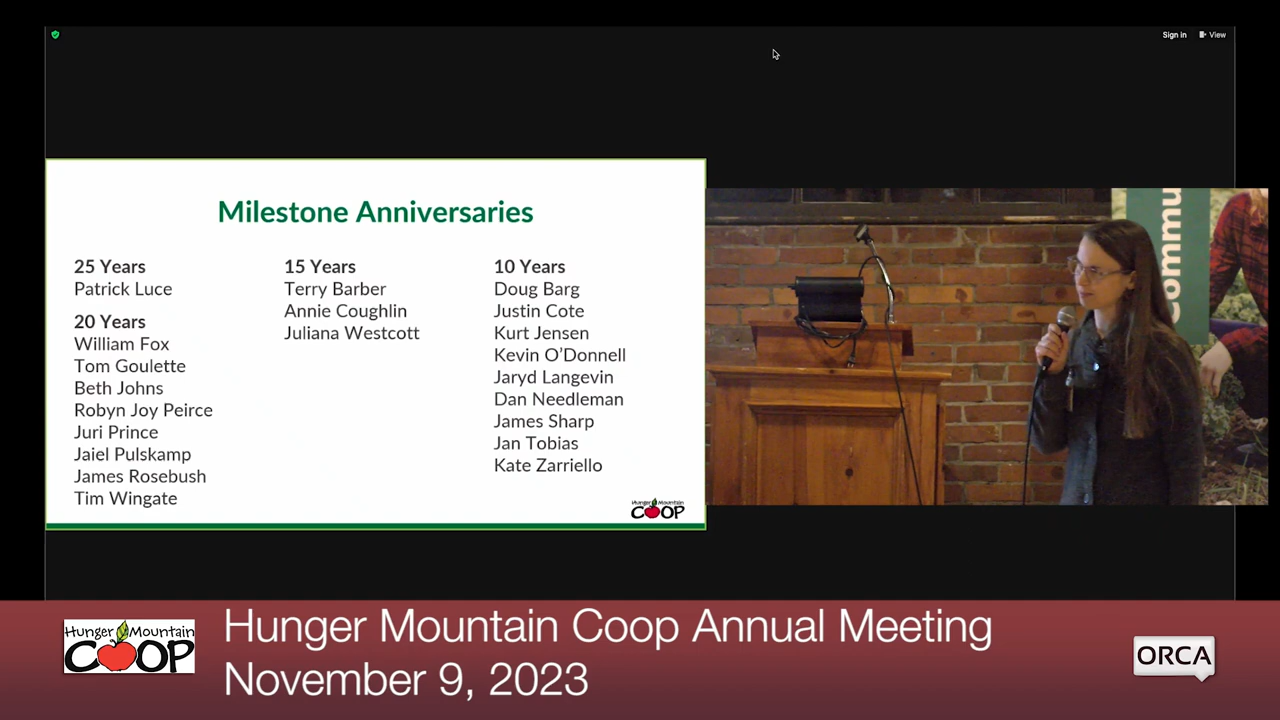 Sign in
View
Milestone Anniversaries
25 Years
Patrick Luce
20 Years
William Fox
Tom Goulette
Beth Johns
Robyn Joy Peirce
Juri Prince
Jaiel Pulskamp
James Rosebush
Tim Wingate
15 Years
Terry Barber
Annie Coughlin
Juliana Westcott
10 Years
Doug Barg
Justin Cote
Kurt Jensen
Kevin O'Donnell
Jaryd Langevin
Dan Needleman
James Sharp
Jan Tobias
Kate Zarriello
Hunger Mountain
COOP
ommu
Hunger Mountain
COOP
Hunger Mountain Coop Annual Meeting
November 9, 2023
ORCA